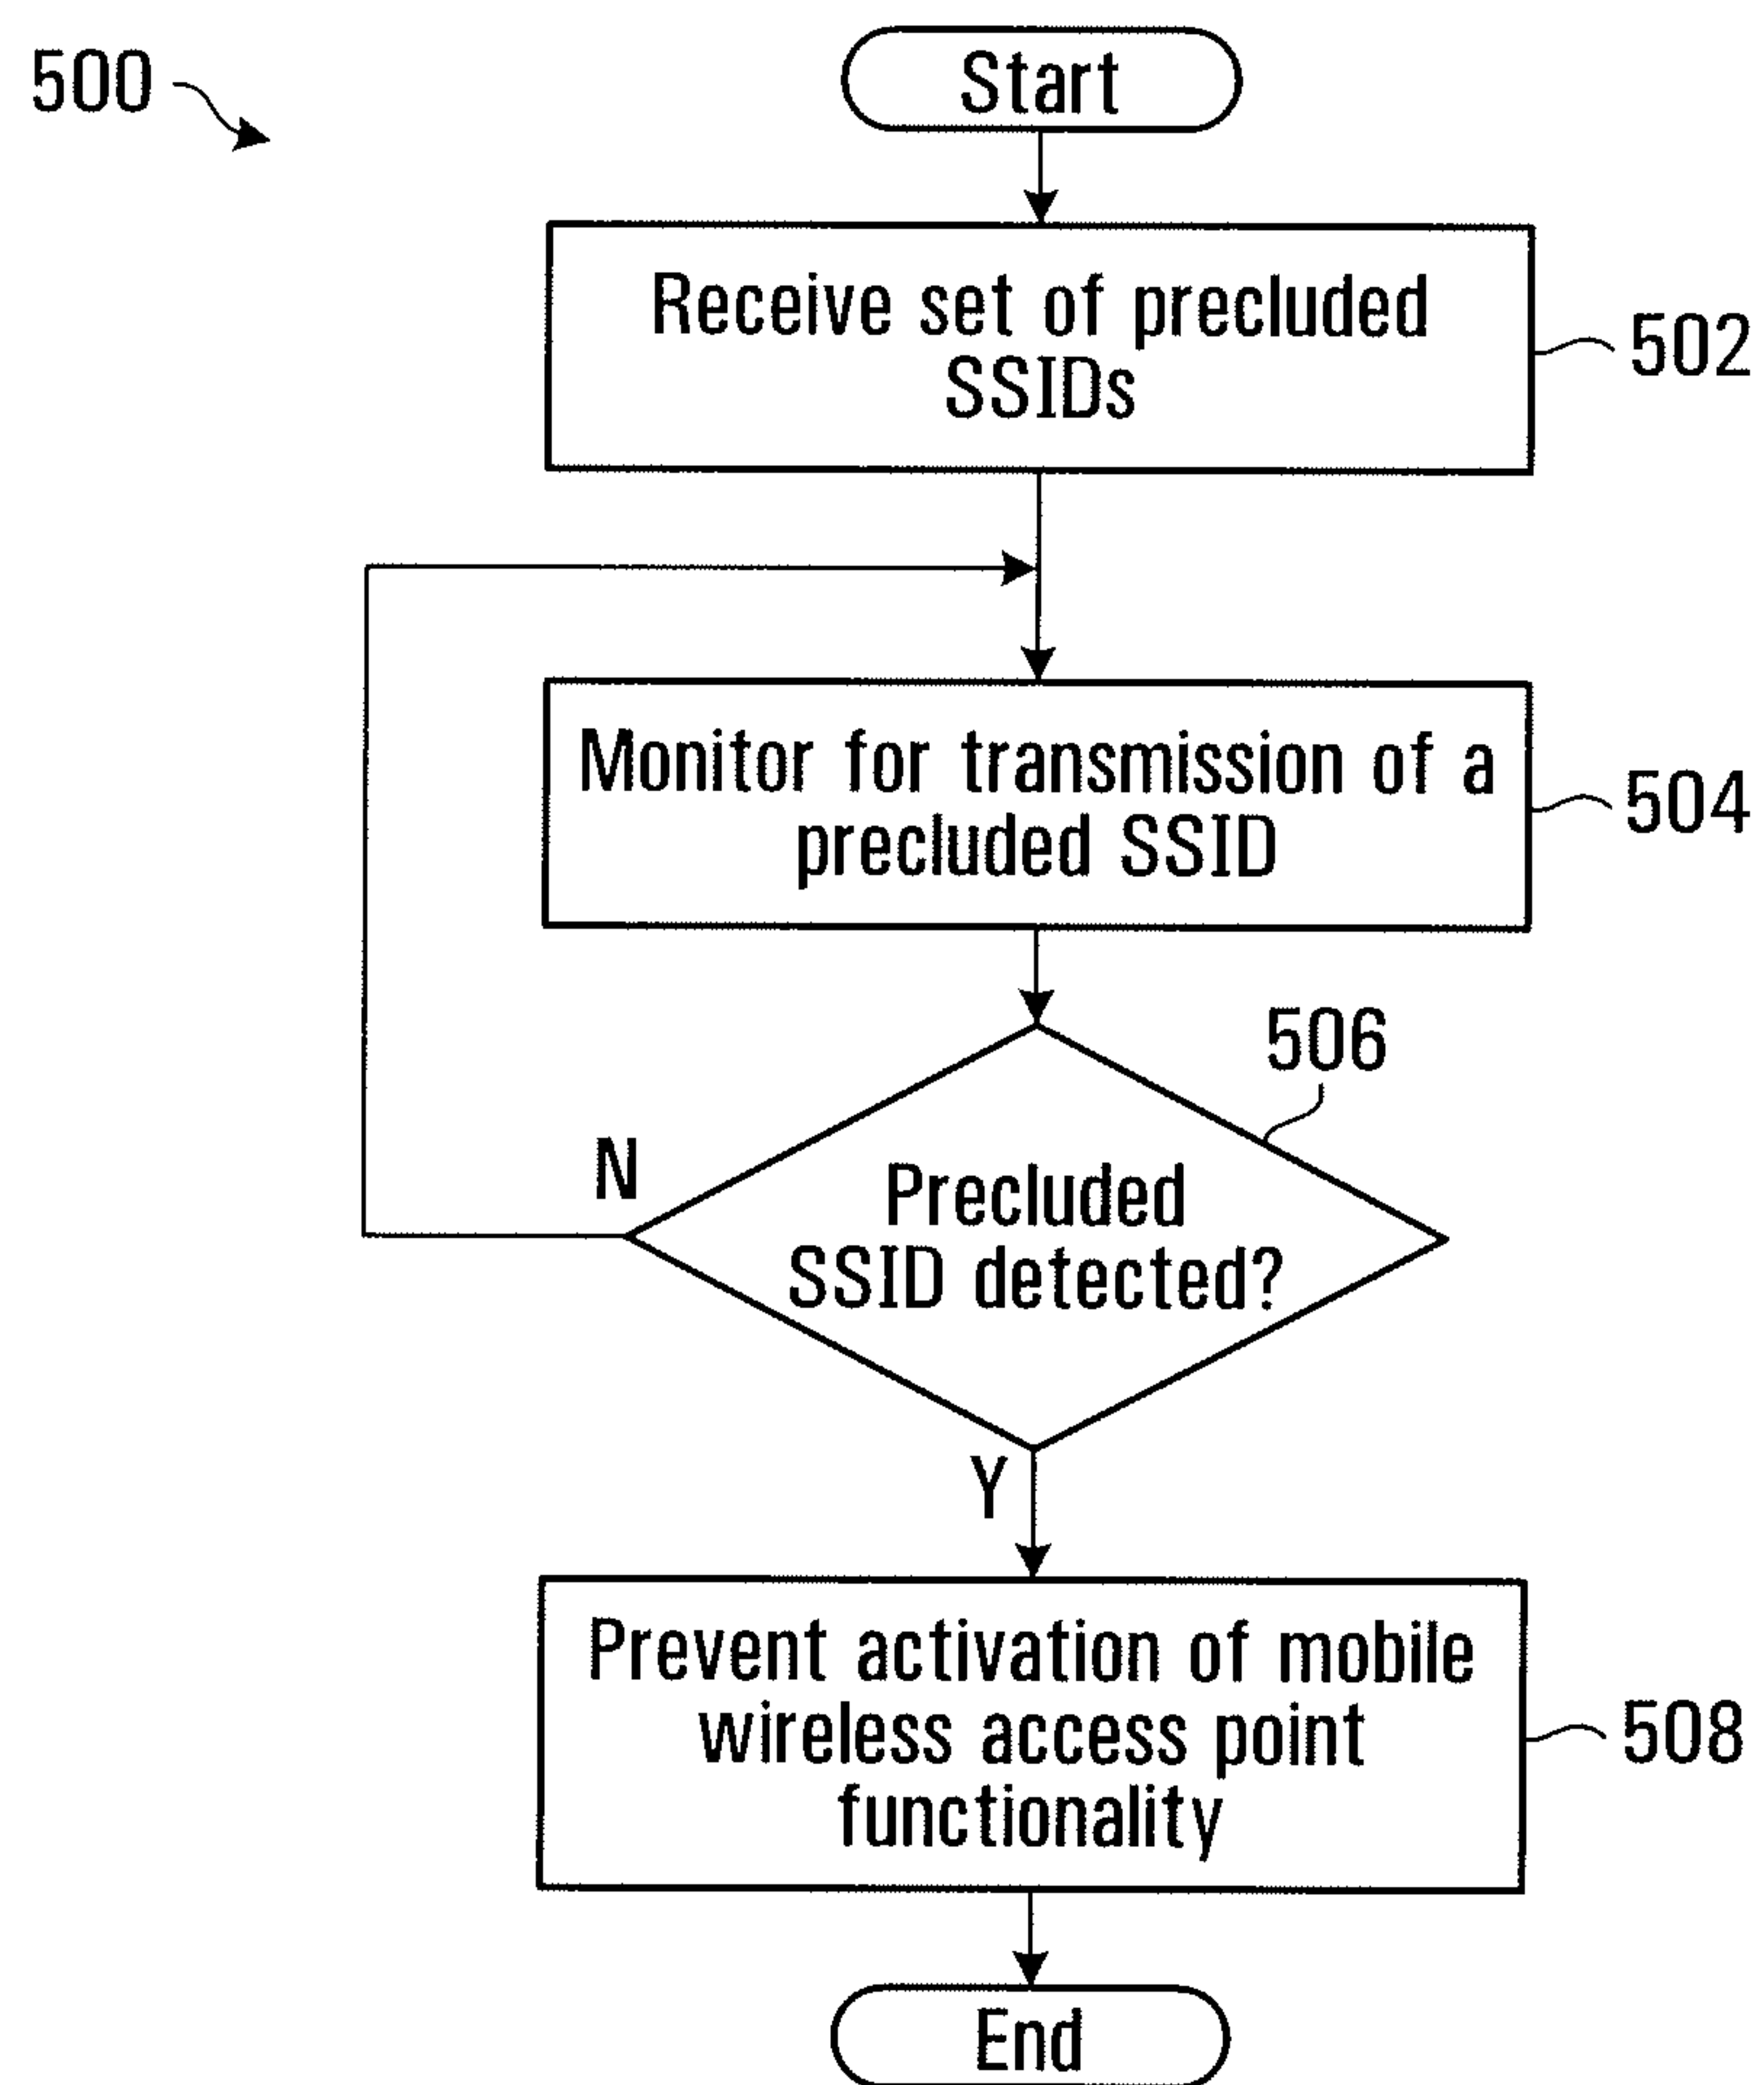 500
Start
Receive set of precluded
SSIDs
502
Monitor for transmission of a
precluded SSID
504
506
N
Precluded
SSID detected?
Y
Prevent activation of mobile
wireless access point
functionality
508
End